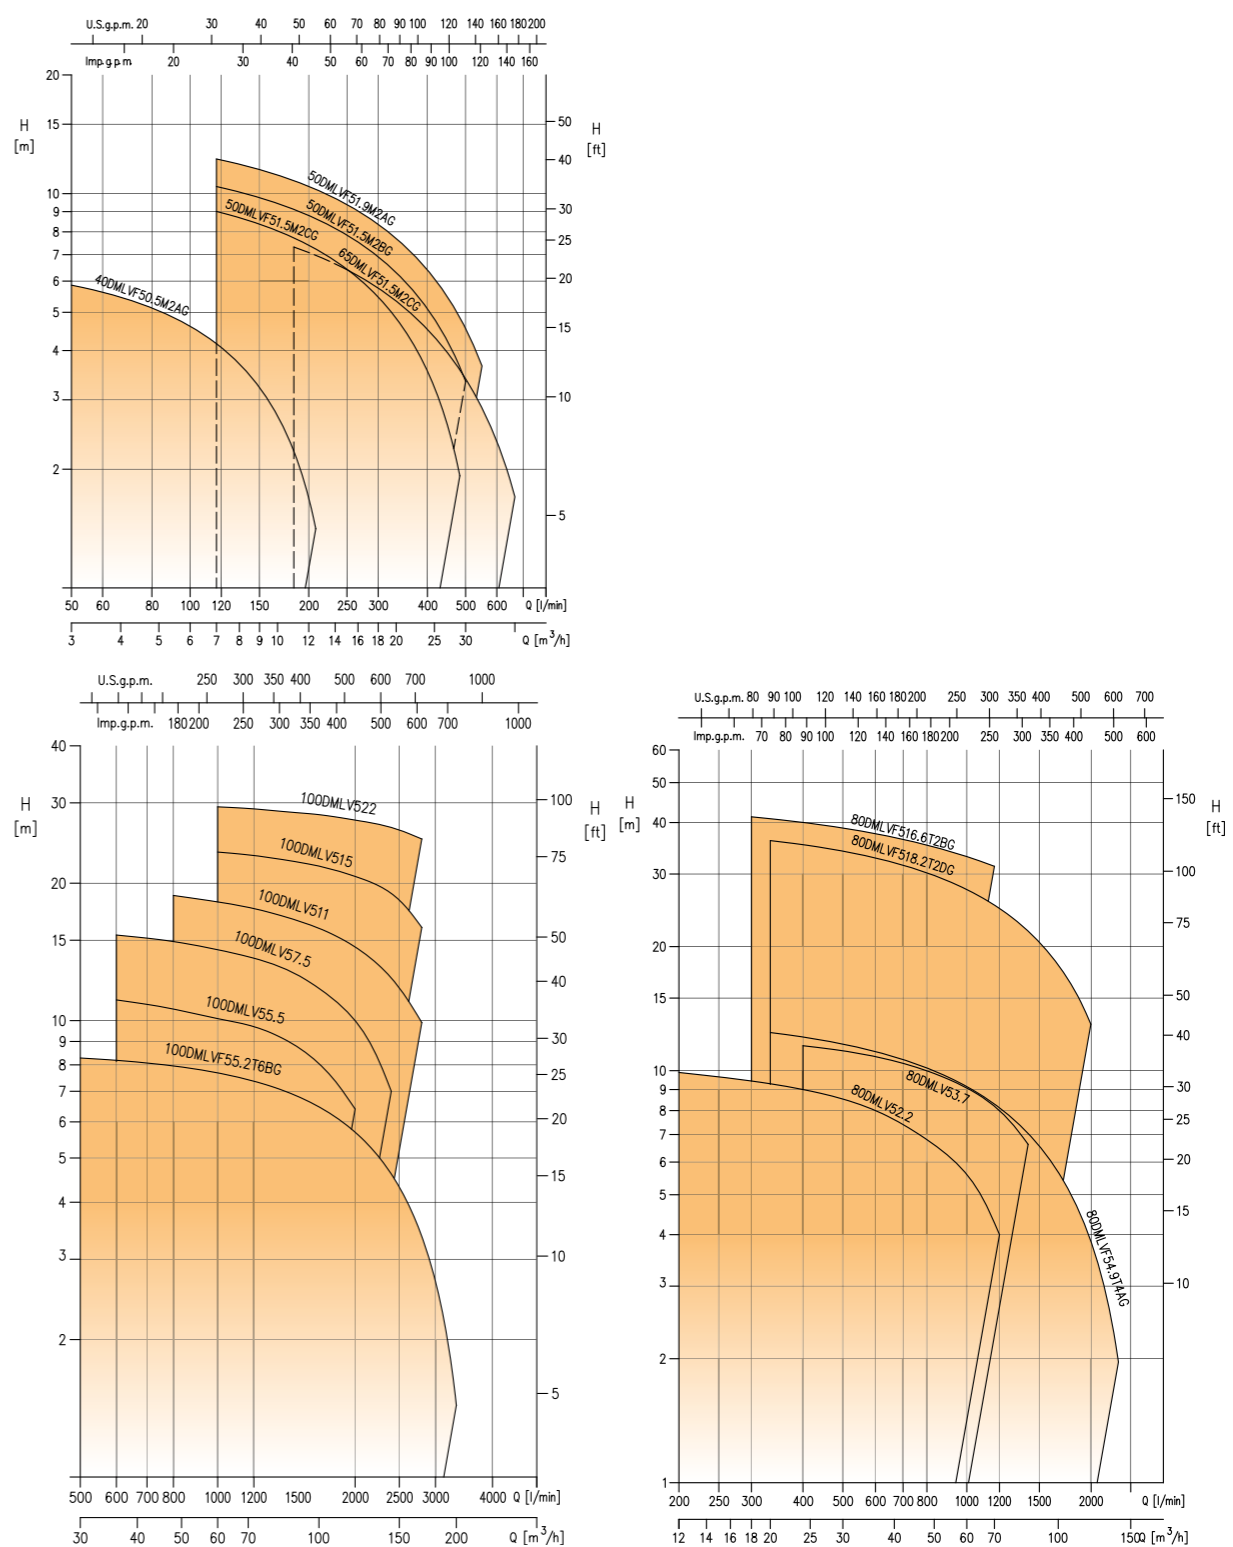 U.S.g.p.m. 20 30 40 50 60 70 80 90 100 120 140 160 180 200
Imp.g.p.m. 20 30 40 50 60 70 80 90 100 120 140 160
20
15
10
9
8
7
6
5
4
3
2
H
[m]
50
40
30
25
20
15
10
5
H
[ft]
50DMLVF51.9M2AG
50DMLVF51.5M2BG
50DMLVF51.5M2CG
65DMLVF51.5M2CG
40DMLVF50.5M2AG
50 60 80 100 120 150 200 250 300 400 500 600 Q [l/min]
3 4 5 6 7 8 9 10 12 14 16 18 20 25 30 Q [m³/h]
U.S.g.p.m. 250 300 350 400 500 600 700 1000
Imp.g.p.m. 180 200 250 300 350 400 500 600 700 1000
40
30
20
15
10
9
8
7
6
5
4
3
2
H
[m]
100
75
50
40
30
25
20
15
10
5
H
[ft]
100DMLV522
100DMLV515
100DMLV511
100DMLV57.5
100DMLV55.5
100DMLVF55.2T6BG
500 600 700 800 1000 1200 1500 2000 2500 3000 4000 Q [l/min]
30 40 50 60 70 100 150 200 Q [m³/h]
U.S.g.p.m. 80 90 100 120 140 160 180 200 250 300 400 500 600 700
Imp.g.p.m. 70 80 90 100 120 140 160 180 200 250 300 350 400 500 600
60
50
40
30
20
15
10
9
8
7
6
5
4
3
2
1
H
[m]
150
100
75
50
40
30
25
20
15
10
H
[ft]
80DMLVF516.6T2BG
80DMLVF518.2T2DG
80DMLV53.7
80DMLV52.2
80DMLVF54.9T4AG
200 250 300 400 500 600 700 800 1000 1200 1500 2000 Q [l/min]
12 14 16 18 20 25 30 40 50 60 70 100 150 Q [m³/h]